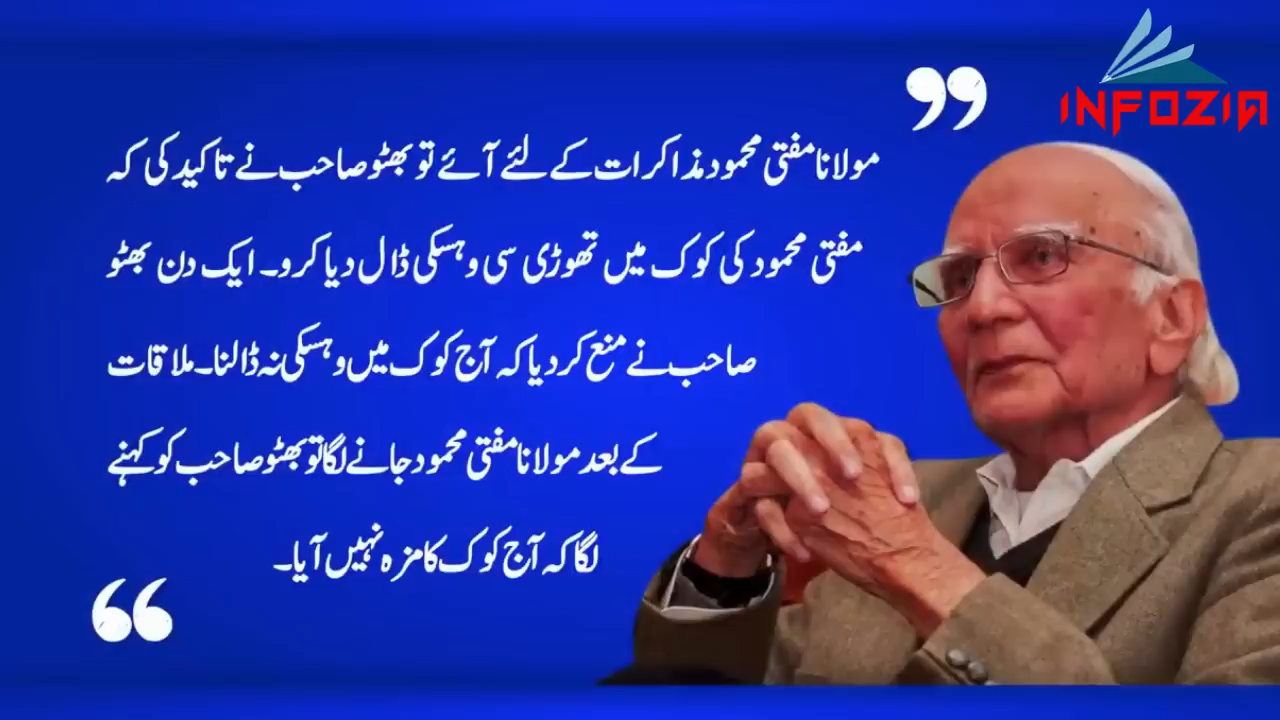 INFOZIA
مولانا مفتی محمود مذاکرات کے لئے آئے تو بھٹو صاحب نے تاکید کی کہ
مفتی محمود کی کوک میں تھوڑی سی وہسکی ڈال دیا کرو۔ ایک دن بھٹو
صاحب نے منع کر دیا کہ آج کوک میں وہسکی نہ ڈالنا۔ ملاقات
کے بعد مولانا مفتی محمود جانے لگا تو بھٹو صاحب کو کہنے
لگا کہ آج کوک کا مزہ نہیں آیا۔